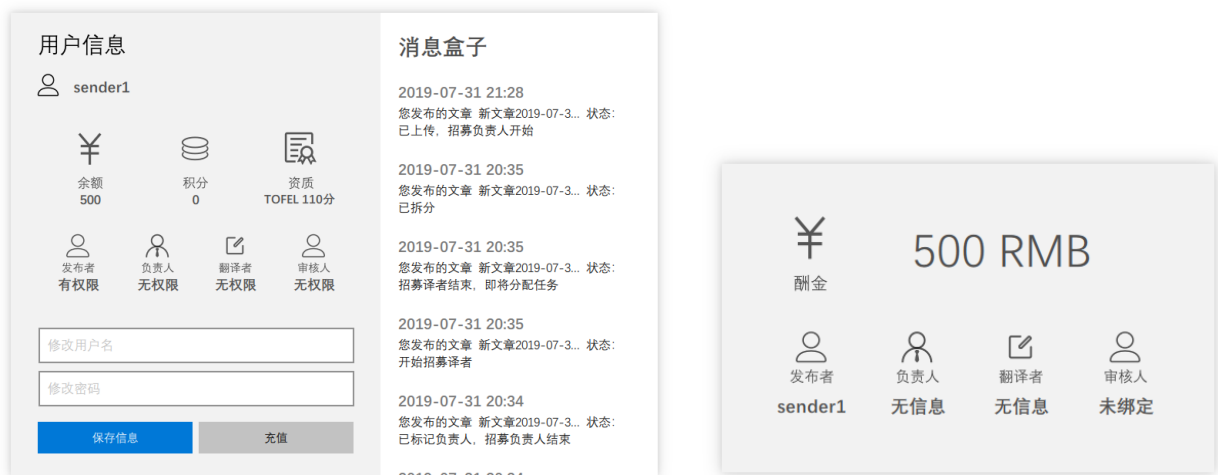 用户信息
sender1
余额 积分 资质
500 0 TOFEL 110分
发布者 负责人 翻译者 审核人
有权限 无权限 无权限 无权限
修改用户名
修改密码
保存信息 充值
消息盒子
2019-07-31 21:28
您发布的文章 新文章2019-07-3... 状态:
已上传，招募负责人开始
2019-07-31 20:35
您发布的文章 新文章2019-07-3... 状态:
已拆分
2019-07-31 20:35
您发布的文章 新文章2019-07-3... 状态:
招募译者结束，即将分配任务
2019-07-31 20:35
您发布的文章 新文章2019-07-3... 状态:
开始招募译者
2019-07-31 20:34
您发布的文章 新文章2019-07-3... 状态:
已标记负责人，招募负责人结束
¥ 500 RMB
酬金
发布者 负责人 翻译者 审核人
sender1 无信息 无信息 未绑定